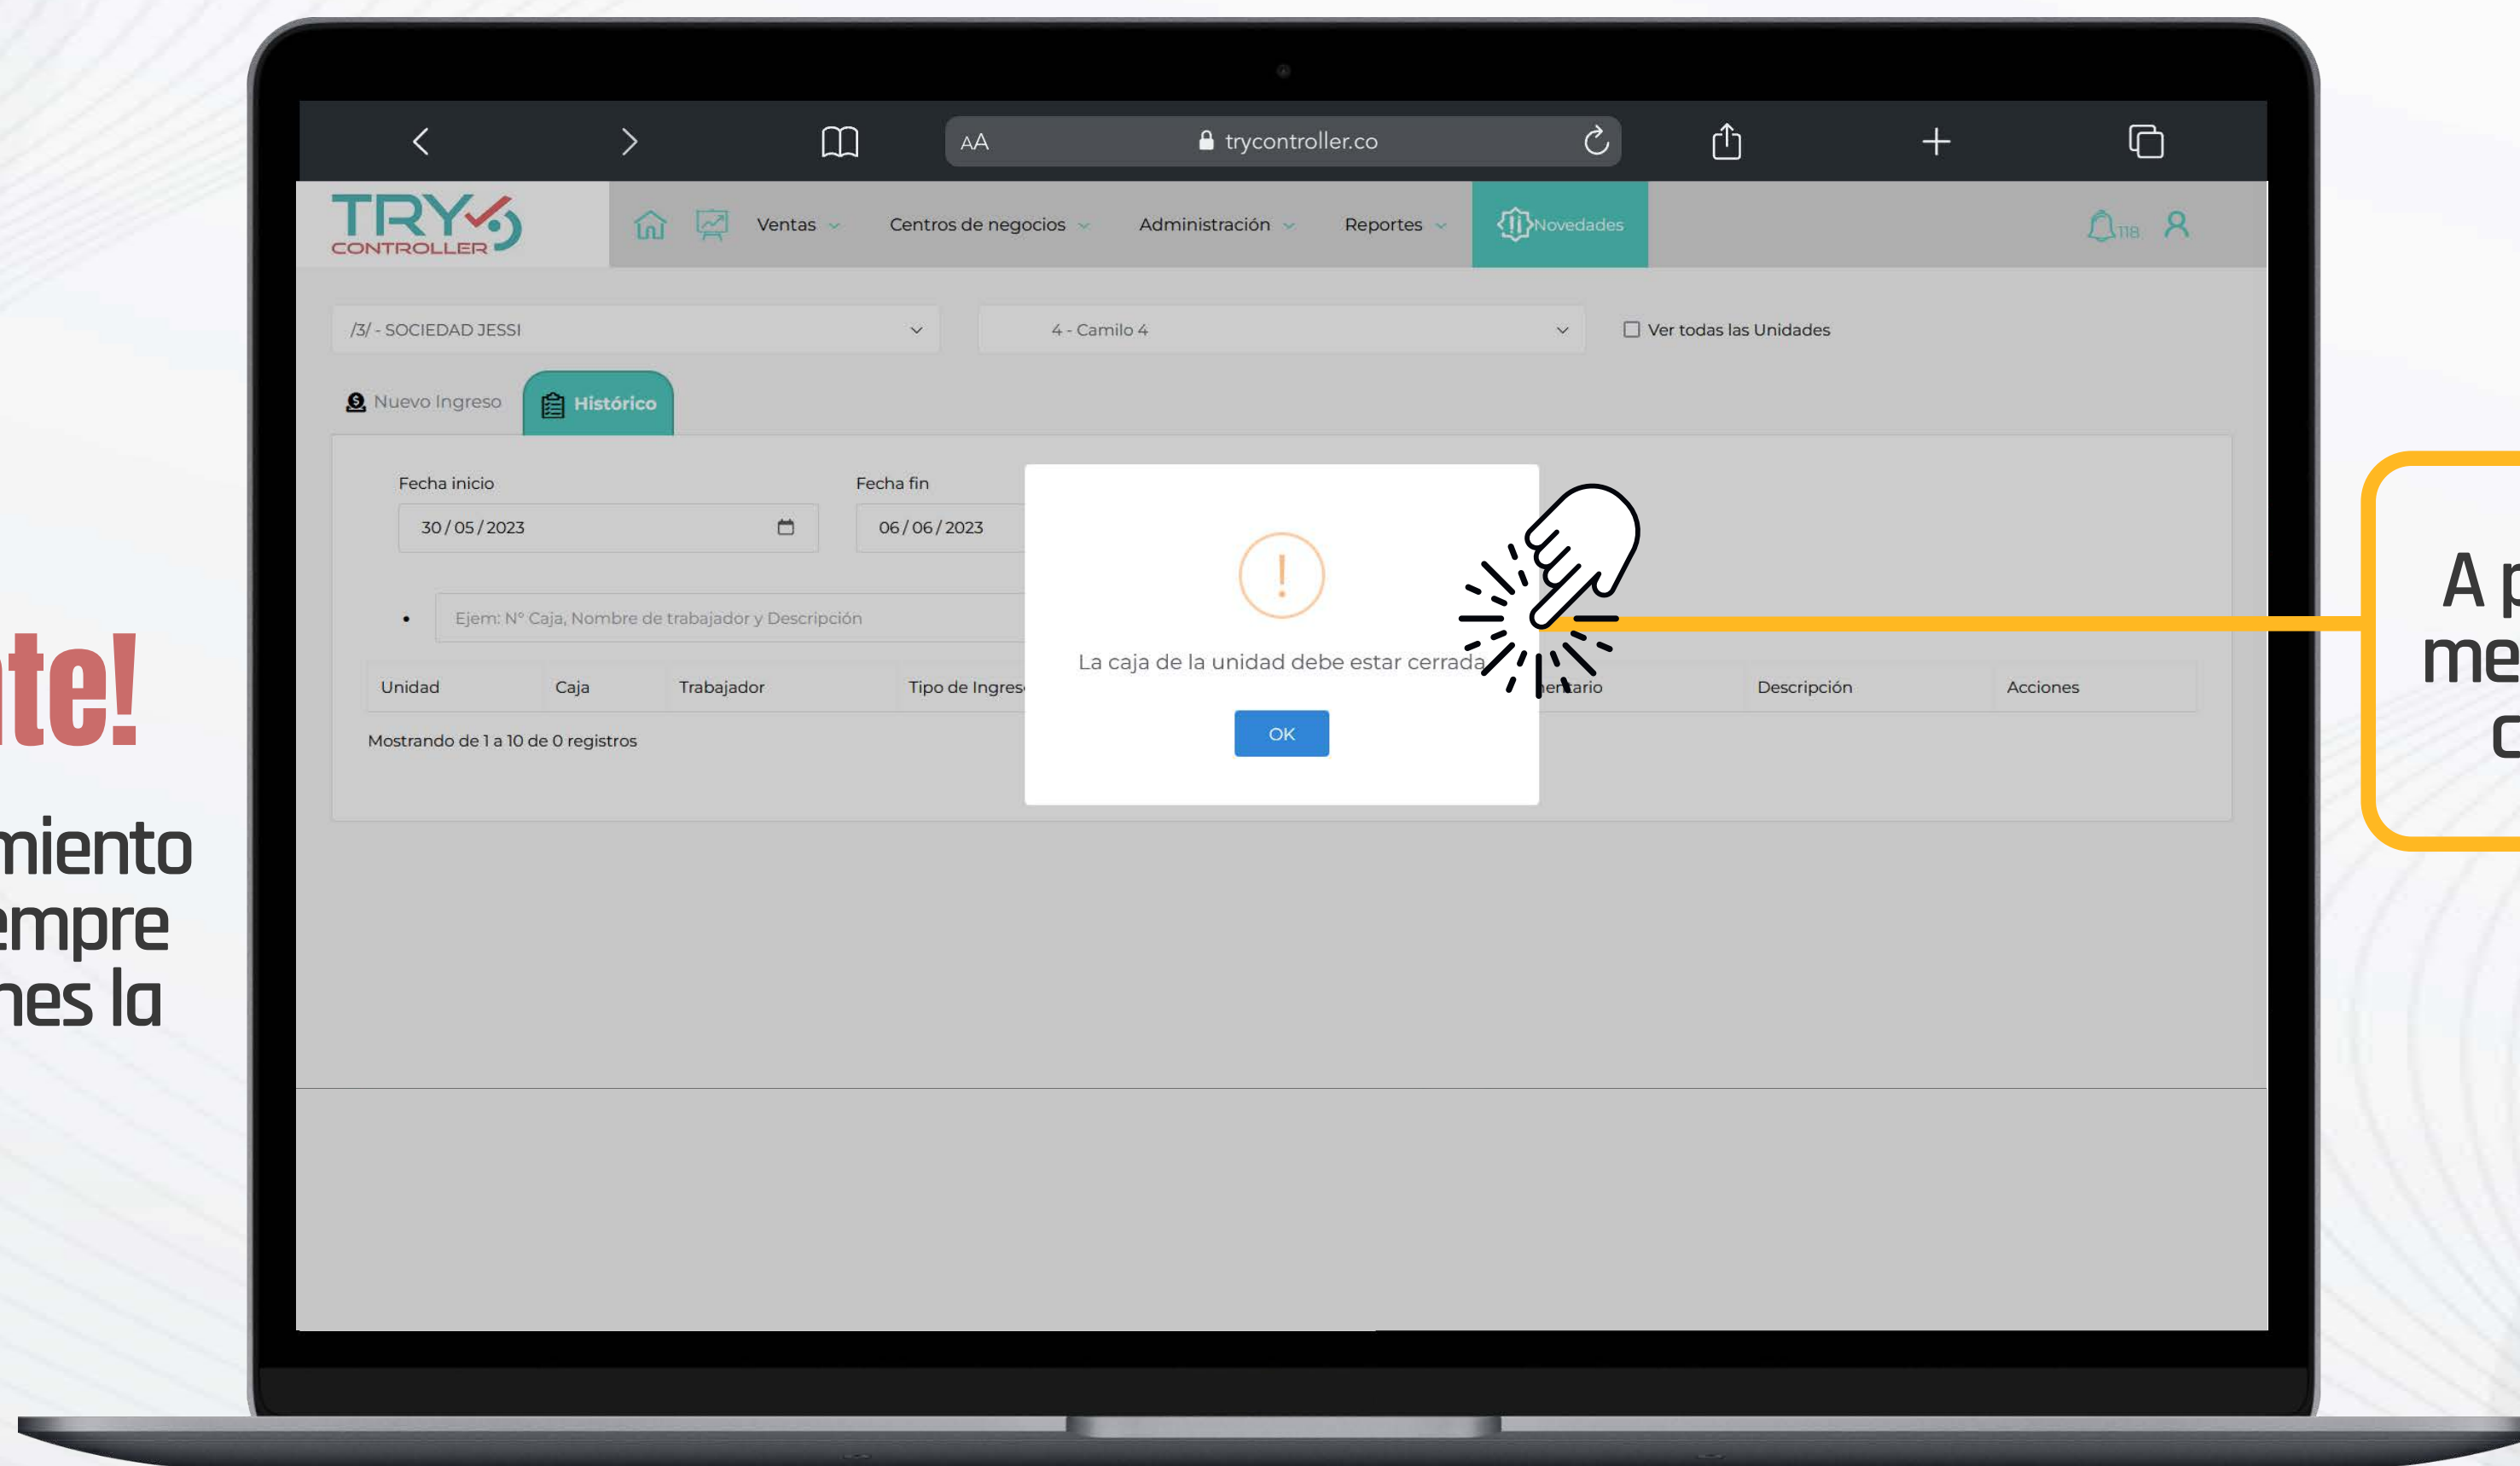 AA
trycontroller.co
TRY
CONTROLLER
Ventas
Centros de negocios
Administración
Reportes
Novedades
118
/3/ - SOCIEDAD JESSI
4 - Camilo 4
Ver todas las Unidades
Nuevo Ingreso
Histórico
Fecha inicio
Fecha fin
30 / 05 / 2023
06 / 06 / 2023
Ejem: N° Caja, Nombre de trabajador y Descripción
La caja de la unidad debe estar cerrada
Unidad Caja Trabajador Tipo de Ingres Descripción Acciones
OK
Mostrando de 1 a 10 de 0 registros
te!
miento
empre
nes la
A p
me
c